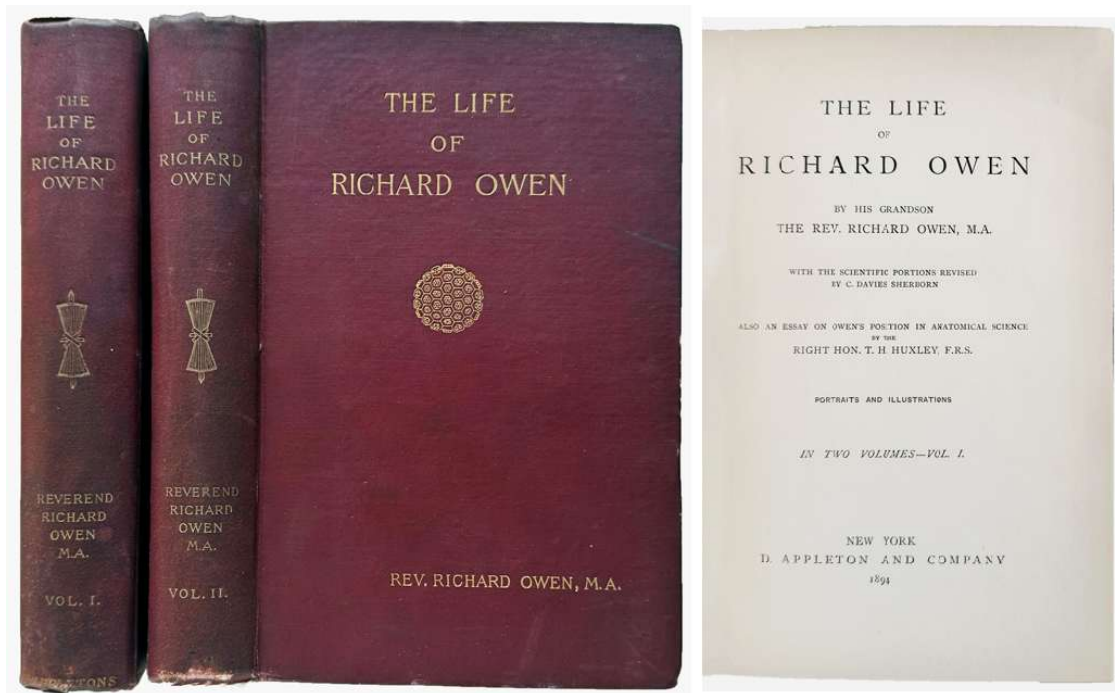 THE
LIFE
OF
RICHARD
OWEN
REVEREND
RICHARD
OWEN
M.A.
VOL. I.
APPLETONS
THE
LIFE
OF
RICHARD
OWEN
REVEREND
RICHARD
OWEN
M.A.
VOL. II.
THE LIFE
OF
RICHARD OWEN
REV. RICHARD OWEN, M.A.
THE LIFE
OF
RICHARD OWEN
BY HIS GRANDSON
THE REV. RICHARD OWEN, M.A.
WITH THE SCIENTIFIC PORTIONS REVISED
BY C. DAVIES SHERBORN
ALSO AN ESSAY ON OWEN'S POSITION IN ANATOMICAL SCIENCE
BY THE
RIGHT HON. T. H. HUXLEY, F.R.S.
PORTRAITS AND ILLUSTRATIONS
IN TWO VOLUMES—VOL. I.
NEW YORK
D. APPLETON AND COMPANY
1894